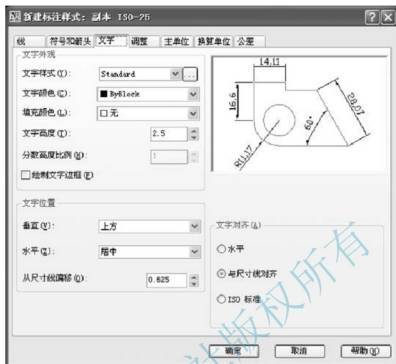 新建标注样式: 副本 ISO-25
线 符号和箭头 文字 调整 主单位 换算单位 公差
文字外观
文字样式(Y): Standard ...
文字颜色(C): ByBlock
填充颜色(L): 无
文字高度(T): 2.5
分数高度比例(H): 1
绘制文字边框(F)
14,11
16,6
R11,17
60°
文字位置
垂直(V): 上方
水平(Z): 居中
从尺寸线偏移(O): 0.625
文字对齐(A)
水平
与尺寸线对齐
ISO 标准
确定 取消 帮助(H)
版权所有